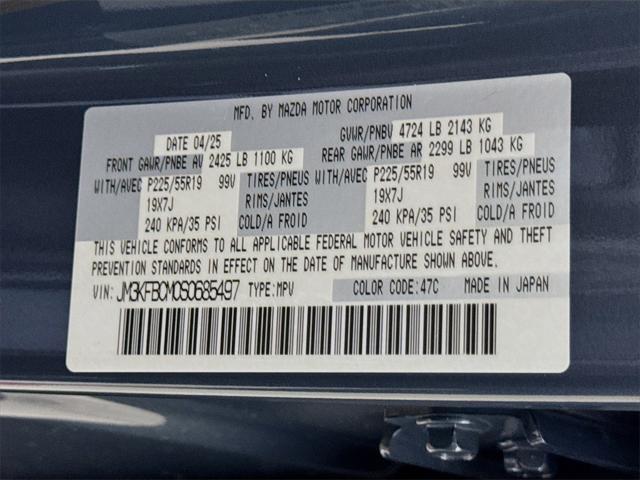 MFD. BY MAZDA MOTOR CORPORATION
DATE 04/25 GVWR/PNBV 4724 LB 2143 KG
FRONT GAWR/PNBE AV 2425 LB 1100 KG REAR GAWR/PNBE AR 2299 LB 1043 KG
WITH/AVEC P225/55R19 99V TIRES/PNEUS WITH/AVEC P225/55R19 99V TIRES/PNEUS
19X7J RIMS/JANTES 19X7J RIMS/JANTES
240 KPA/35 PSI COLD/A FROID 240 KPA/35 PSI COLD/A FROID
THIS VEHICLE CONFORMS TO ALL APPLICABLE FEDERAL MOTOR VEHICLE SAFETY AND THEFT
PREVENTION STANDARDS IN EFFECT ON THE DATE OF MANUFACTURE SHOWN ABOVE.
VIN: JM3KFBCM0S0685497 TYPE:MPV COLOR CODE:47C MADE IN JAPAN